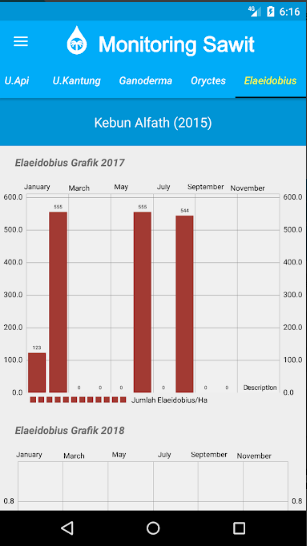 6:16
Monitoring Sawit
U.Api U.Kantung Ganoderma Oryctes Elaeidobius
Kebun Alfath (2015)
Elaeidobius Grafik 2017
January March May July September November
600.0 600.0
555 555 544
500.0 500.0
400.0 400.0
300.0 300.0
200.0 200.0
123
100.0 100.0
0 0 0 0 0
0.0 Description 0.0
Jumlah Elaeidobius/Ha
Elaeidobius Grafik 2018
January March May July September November
0.8 0.8